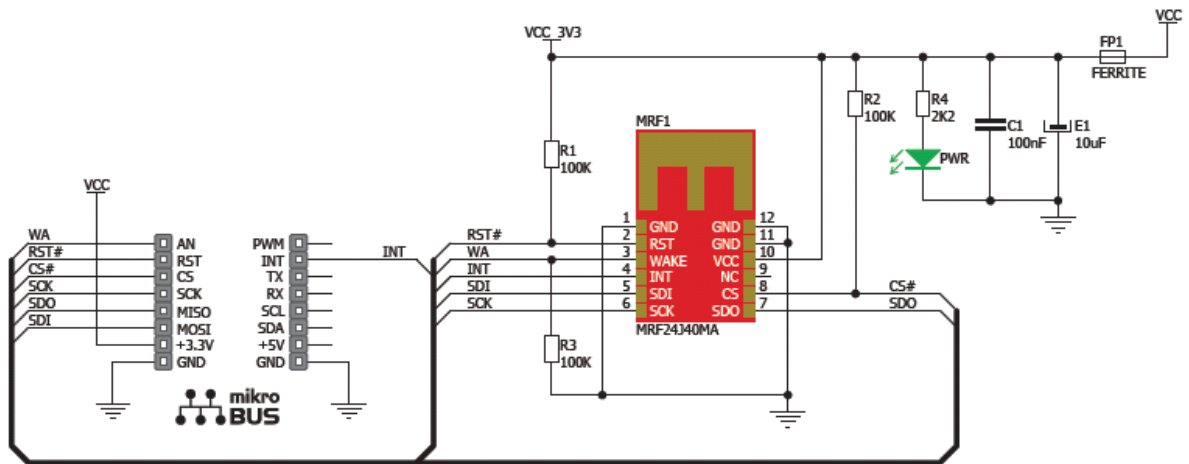 VCC
VCC_3V3
FP1
FERRITE
R2
100K
R4
2K2
C1
100nF
E1
10uF
PWR
MRF1
R1
100K
VCC
1 GND GND 12
2 RST GND 11
3 WAKE VCC 10
4 INT NC 9
5 SDI CS 8
6 SCK SDO 7
MRF24J40MA
RST#
WA
INT
SDI
SCK
CS#
SDO
WA
RST#
CS#
SCK
SDO
SDI
AN PWM
RST INT
CS TX
SCK RX
MISO SCL
MOSI SDA
+3.3V +5V
GND GND
INT
R3
100K
mikro
BUS